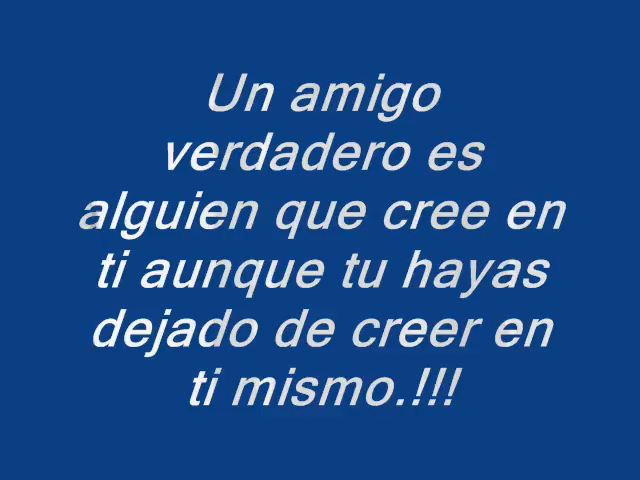 Un amigo
verdadero es
alguien que cree en
ti aunque tu hayas
dejado de creer en
ti mismo.!!!